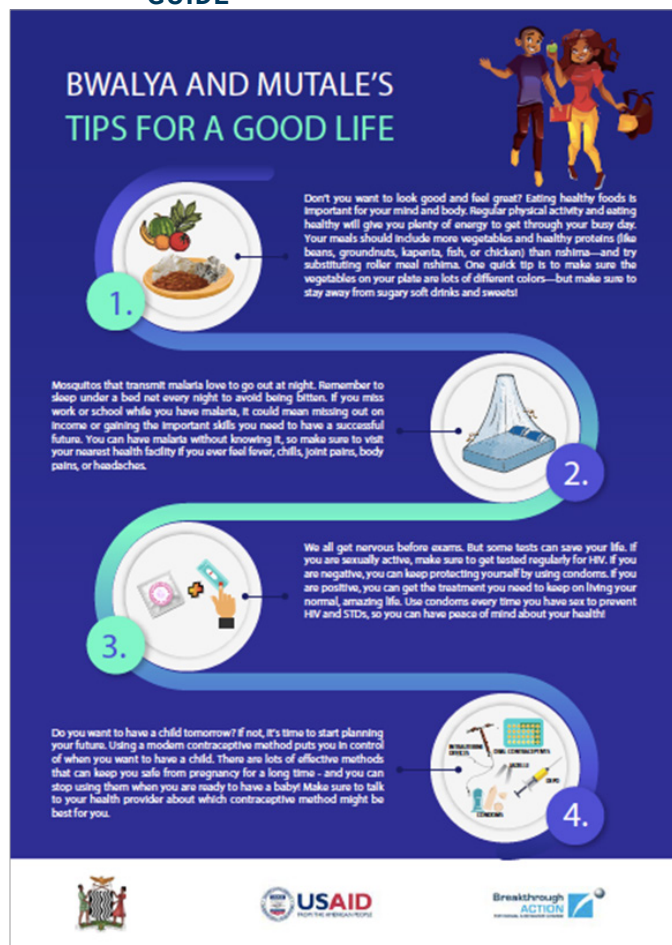 GUIDE
BWALYA AND MUTALE'S
TIPS FOR A GOOD LIFE
Don't you want to look good and feel great? Eating healthy foods is
important for your mind and body. Regular physical activity and eating
healthy will give you plenty of energy to get through your busy day.
Your meals should include more vegetables and healthy proteins (like
beans, groundnuts, kapenta, fish, or chicken) than nshima—and try
substituting roller meal nshima. One quick tip is to make sure the
vegetables on your plate are lots of different colors—but make sure to
stay away from sugary soft drinks and sweets!
1.
Mosquitos that transmit malaria love to go out at night. Remember to
sleep under a bed net every night to avoid being bitten. If you miss
work or school while you have malaria, it could mean missing out on
income or gaining the important skills you need to have a successful
future. You can have malaria without knowing it, so make sure to visit
your nearest health facility if you ever feel fever, chills, joint pains, body
pains, or headaches.
2.
We all get nervous before exams. But some tests can save your life. If
you are sexually active, make sure to get tested regularly for HIV. If you
are negative, you can keep protecting yourself by using condoms. If you
are positive, you can get the treatment you need to keep on living your
normal, amazing life. Use condoms every time you have sex to prevent
HIV and STDs, so you can have peace of mind about your health!
3.
Do you want to have a child tomorrow? If not, it's time to start planning
your future. Using a modern contraceptive method puts you in control
of when you want to have a child. There are lots of effective methods
that can keep you safe from pregnancy for a long time - and you can
stop using them when you are ready to have a baby! Make sure to talk
to your health provider about which contraceptive method might be
best for you.
INTRAUTERINE
DEVICES
ORAL CONTRACEPTIVES
JADELLE
DEPO
CONDOMS
4.
USAID
FROM THE AMERICAN PEOPLE
Breakthrough
ACTION